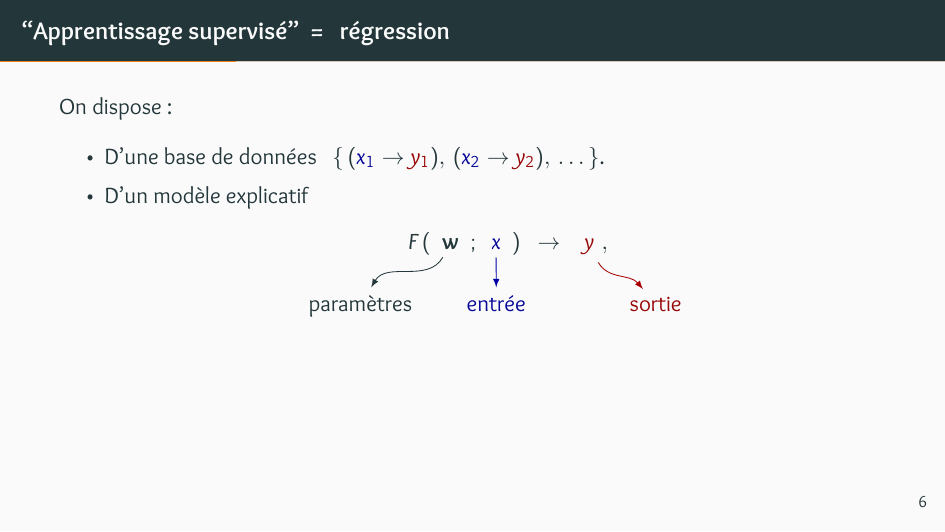 “Apprentissage supervisé” = régression
On dispose :
• D’une base de données { (x₁ → y₁), (x₂ → y₂), . . . }.
• D’un modèle explicatif
F ( w ; x ) → y ,
paramètres entrée sortie
6